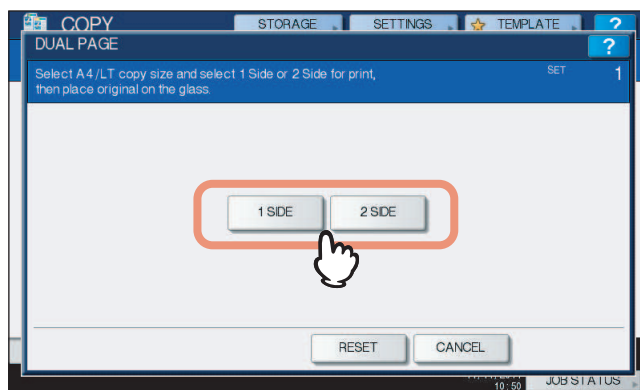 COPY
STORAGE
SETTINGS
TEMPLATE
?
DUAL PAGE
?
Select A4/LT copy size and select 1 Side or 2 Side for print,
then place original on the glass.
SET
1
1 SIDE
2 SIDE
RESET
CANCEL
10:50
JOB STATUS